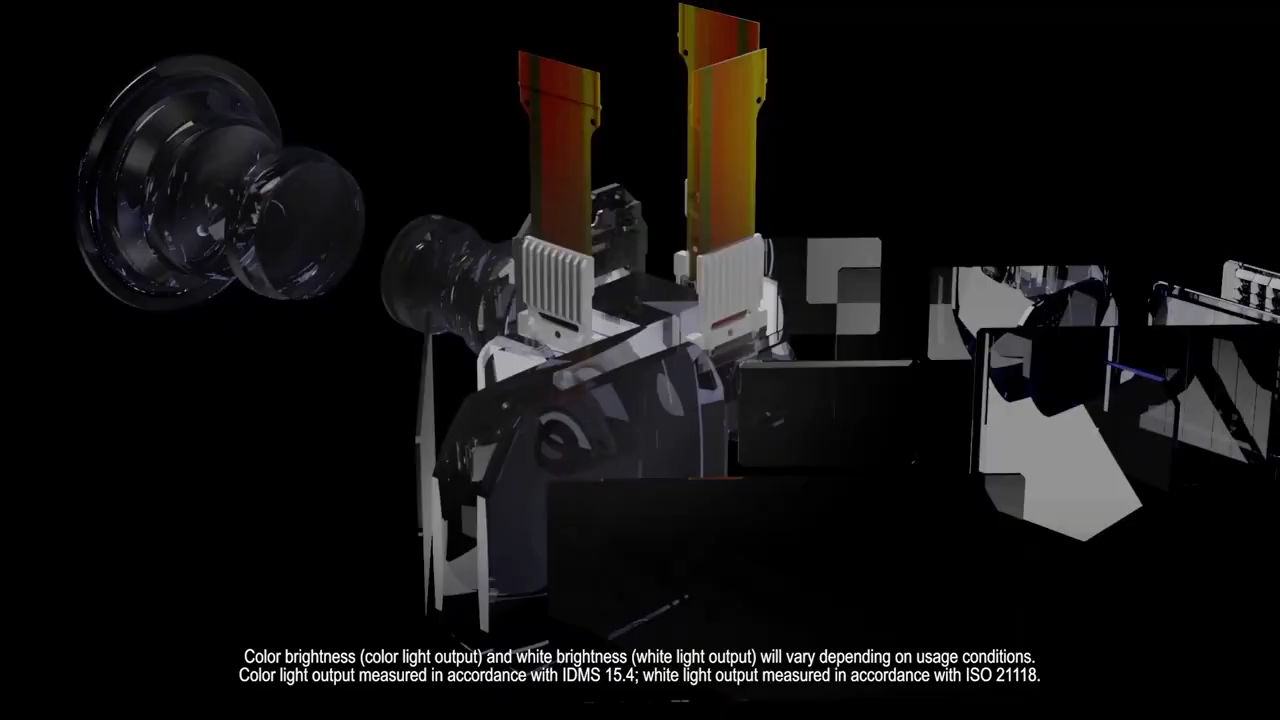 Color brightness (color light output) and white brightness (white light output) will vary depending on usage conditions.
Color light output measured in accordance with IDMS 15.4; white light output measured in accordance with ISO 21118.